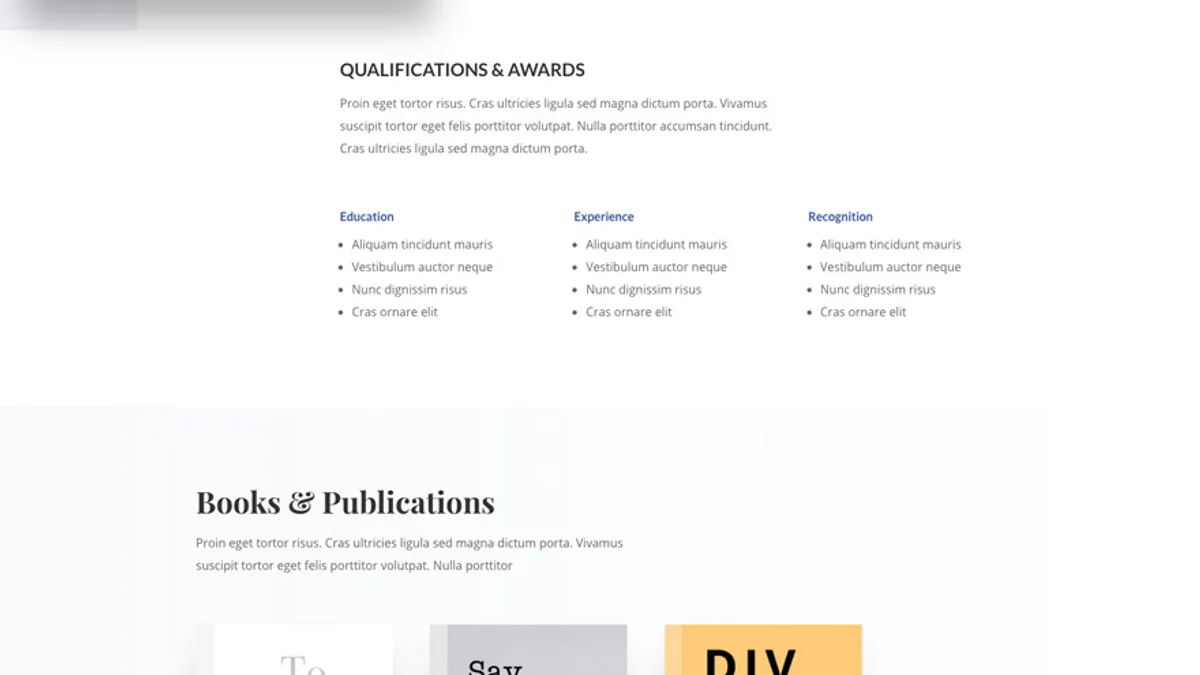 QUALIFICATIONS & AWARDS
Proin eget tortor risus. Cras ultricies ligula sed magna dictum porta. Vivamus
suscipit tortor eget felis porttitor volutpat. Nulla porttitor accumsan tincidunt.
Cras ultricies ligula sed magna dictum porta.
Education
Aliquam tincidunt mauris
Vestibulum auctor neque
Nunc dignissim risus
Cras ornare elit
Experience
Aliquam tincidunt mauris
Vestibulum auctor neque
Nunc dignissim risus
Cras ornare elit
Recognition
Aliquam tincidunt mauris
Vestibulum auctor neque
Nunc dignissim risus
Cras ornare elit
Books & Publications
Proin eget tortor risus. Cras ultricies ligula sed magna dictum porta. Vivamus
suscipit tortor eget felis porttitor volutpat. Nulla porttitor
To
Say
DIY